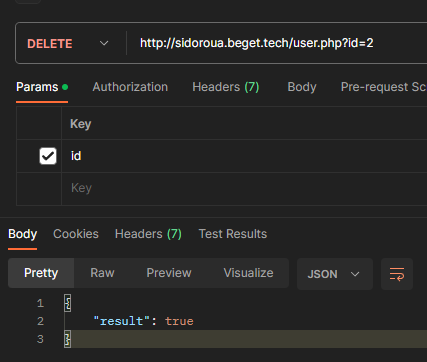 DELETE http://sidoroua.beget.tech/user.php?id=2
Params Authorization Headers (7) Body Pre-request Sc
Key
id
Key
Body Cookies Headers (7) Test Results
Pretty Raw Preview Visualize JSON
1 {
2 "result": true
3 }